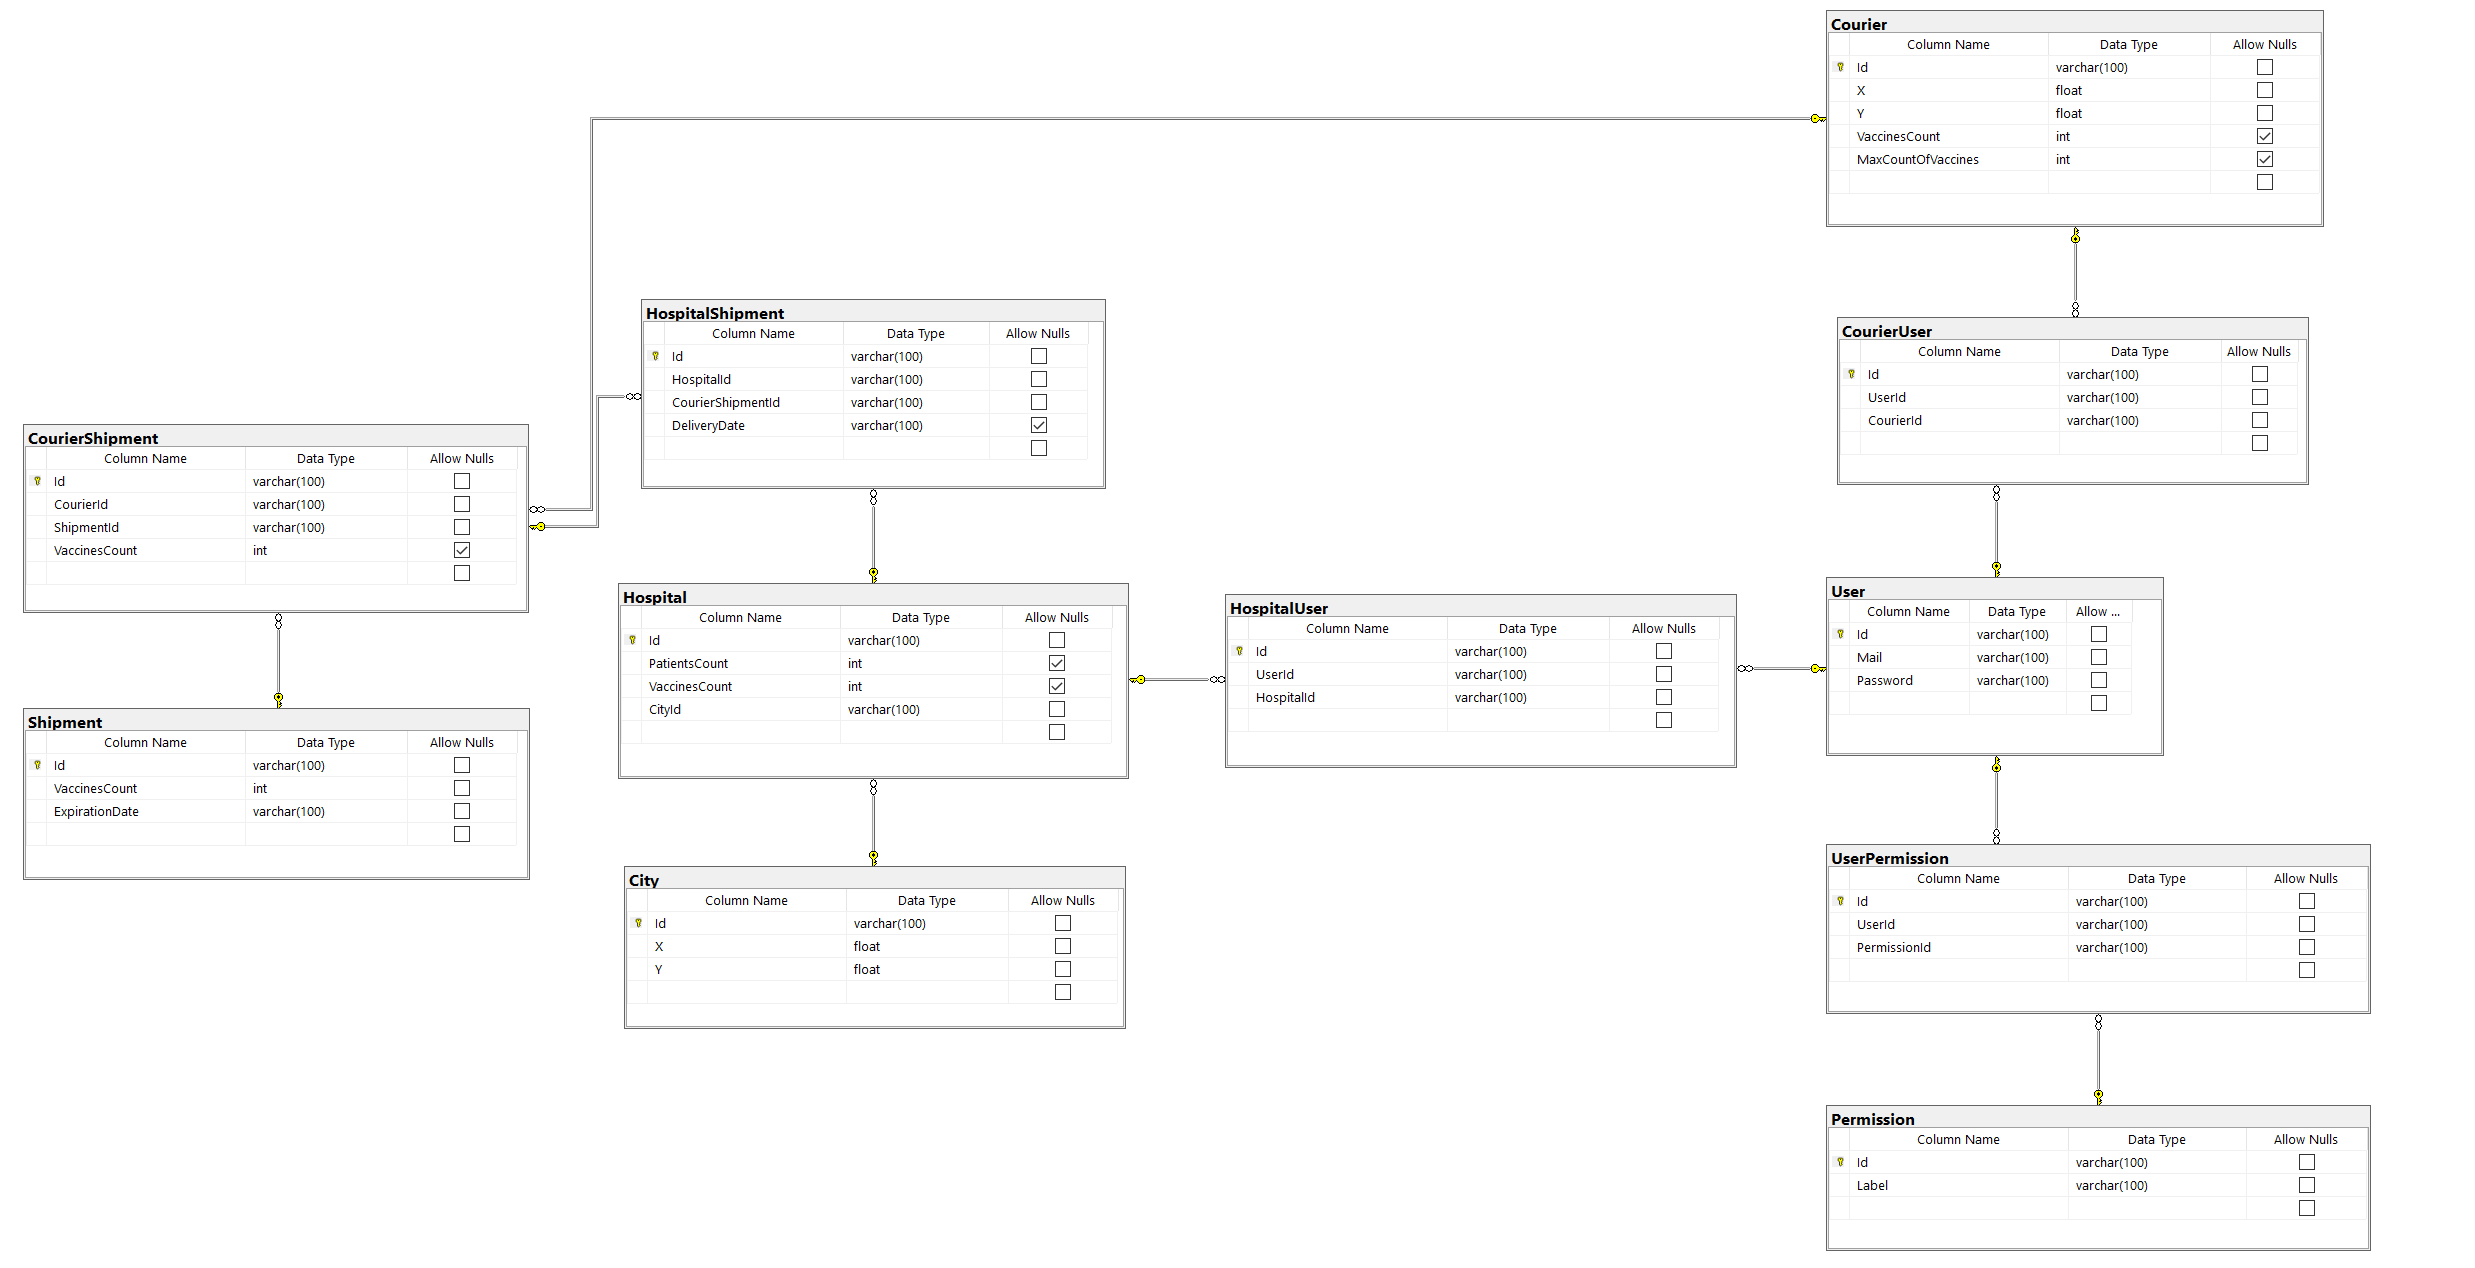 Courier
Column Name Data Type Allow Nulls
Id varchar(100)
X float
Y float
VaccinesCount int
MaxCountOfVaccines int
HospitalShipment
Column Name Data Type Allow Nulls
Id varchar(100)
HospitalId varchar(100)
CourierShipmentId varchar(100)
DeliveryDate varchar(100)
CourierUser
Column Name Data Type Allow Nulls
Id varchar(100)
UserId varchar(100)
CourierId varchar(100)
CourierShipment
Column Name Data Type Allow Nulls
Id varchar(100)
CourierId varchar(100)
ShipmentId varchar(100)
VaccinesCount int
Hospital
Column Name Data Type Allow Nulls
Id varchar(100)
PatientsCount int
VaccinesCount int
CityId varchar(100)
HospitalUser
Column Name Data Type Allow Nulls
Id varchar(100)
UserId varchar(100)
HospitalId varchar(100)
User
Column Name Data Type Allow ...
Id varchar(100)
Mail varchar(100)
Password varchar(100)
Shipment
Column Name Data Type Allow Nulls
Id varchar(100)
VaccinesCount int
ExpirationDate varchar(100)
City
Column Name Data Type Allow Nulls
Id varchar(100)
X float
Y float
UserPermission
Column Name Data Type Allow Nulls
Id varchar(100)
UserId varchar(100)
PermissionId varchar(100)
Permission
Column Name Data Type Allow Nulls
Id varchar(100)
Label varchar(100)